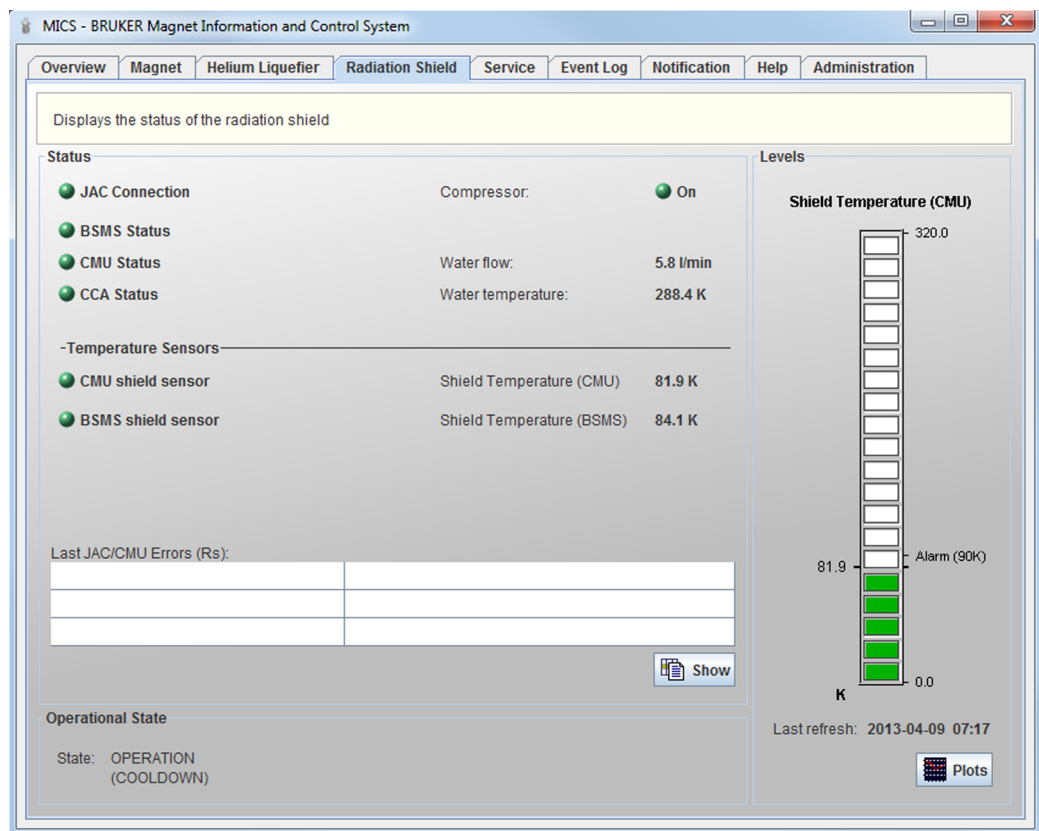 MICS - BRUKER Magnet Information and Control System
Overview Magnet Helium Liquefier Radiation Shield Service Event Log Notification Help Administration
Displays the status of the radiation shield
Status
JAC Connection Compressor: On
BSMS Status
CMU Status Water flow: 5.8 l/min
CCA Status Water temperature: 288.4 K
-Temperature Sensors
CMU shield sensor Shield Temperature (CMU) 81.9 K
BSMS shield sensor Shield Temperature (BSMS) 84.1 K
Last JAC/CMU Errors (Rs):
Show
Operational State
State: OPERATION
(COOLDOWN)
Levels
Shield Temperature (CMU)
320.0
Alarm (90K)
81.9
0.0
K
Last refresh: 2013-04-09 07:17
Plots